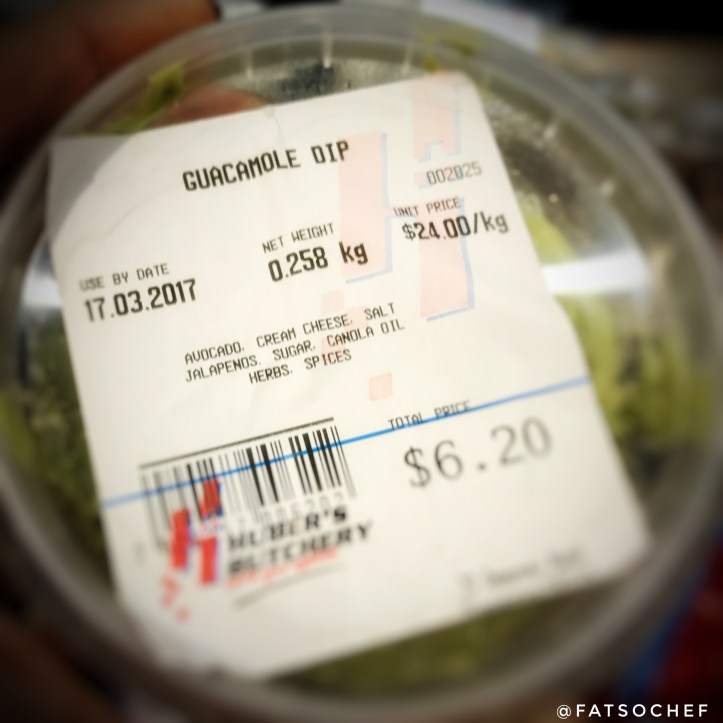 GUACAMOLE DIP
002025
UNIT PRICE
$24.00/kg
NET WEIGHT
0.258 kg
USE BY DATE
17.03.2017
AVOCADO, CREAM CHEESE, SALT
JALAPENOS, SUGAR, CANOLA OIL
HERBS, SPICES
TOTAL PRICE
$6.20
HUBER'S
BUTCHERY
@FATSOCHEF